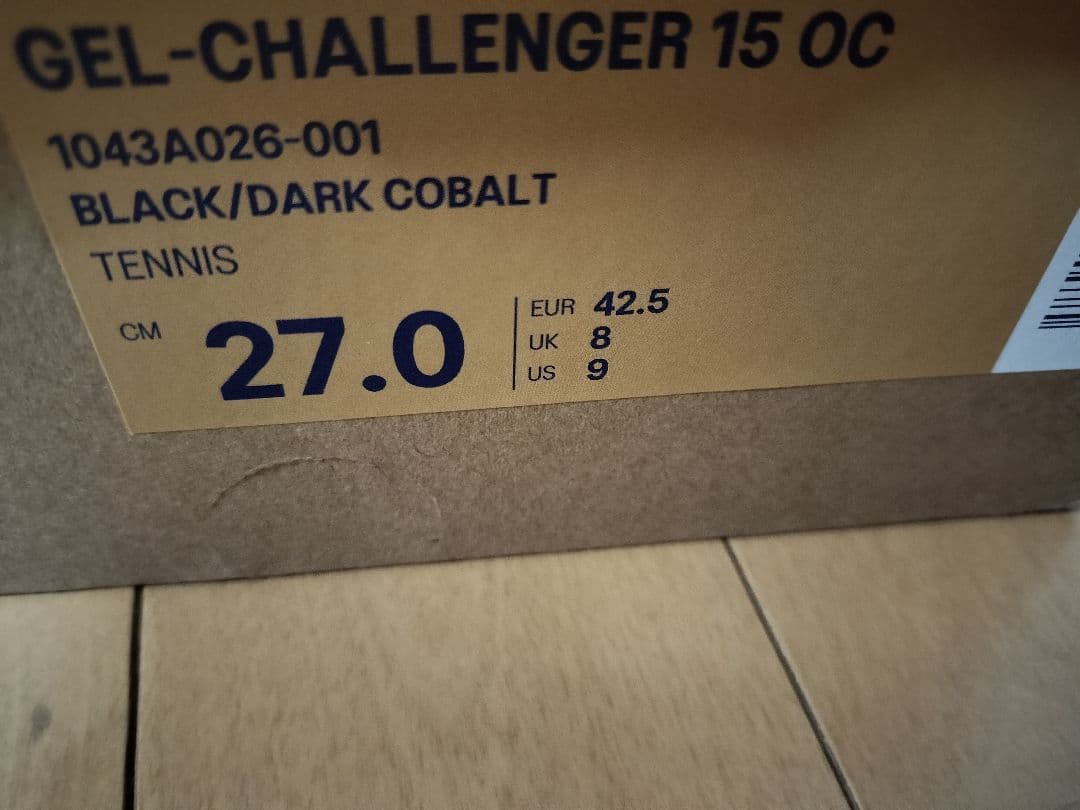 GEL-CHALLENGER 15 OC
1043A026-001
BLACK/DARK COBALT
TENNIS
CM 27.0
EUR 42.5
UK 8
US 9